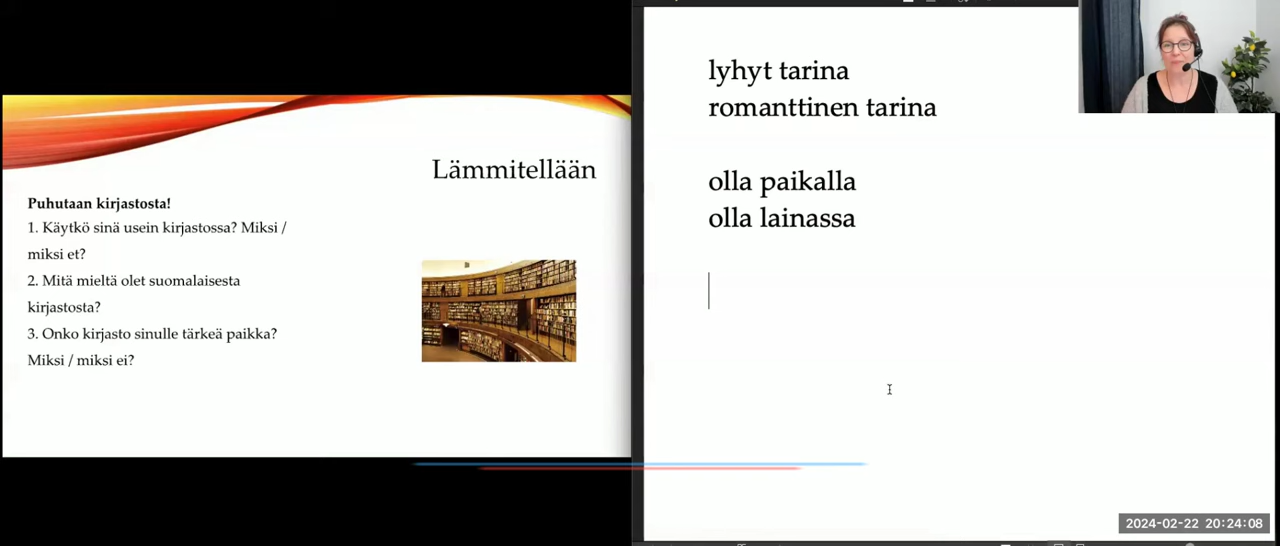 Lämmitellään
Puhutaan kirjastosta!
1. Käytkö sinä usein kirjastossa? Miksi /
miksi et?
2. Mitä mieltä olet suomalaisesta
kirjastosta?
3. Onko kirjasto sinulle tärkeä paikka?
Miksi / miksi ei?
lyhyt tarina
romanttinen tarina
olla paikalla
olla lainassa
2024-02-22 20:24:08